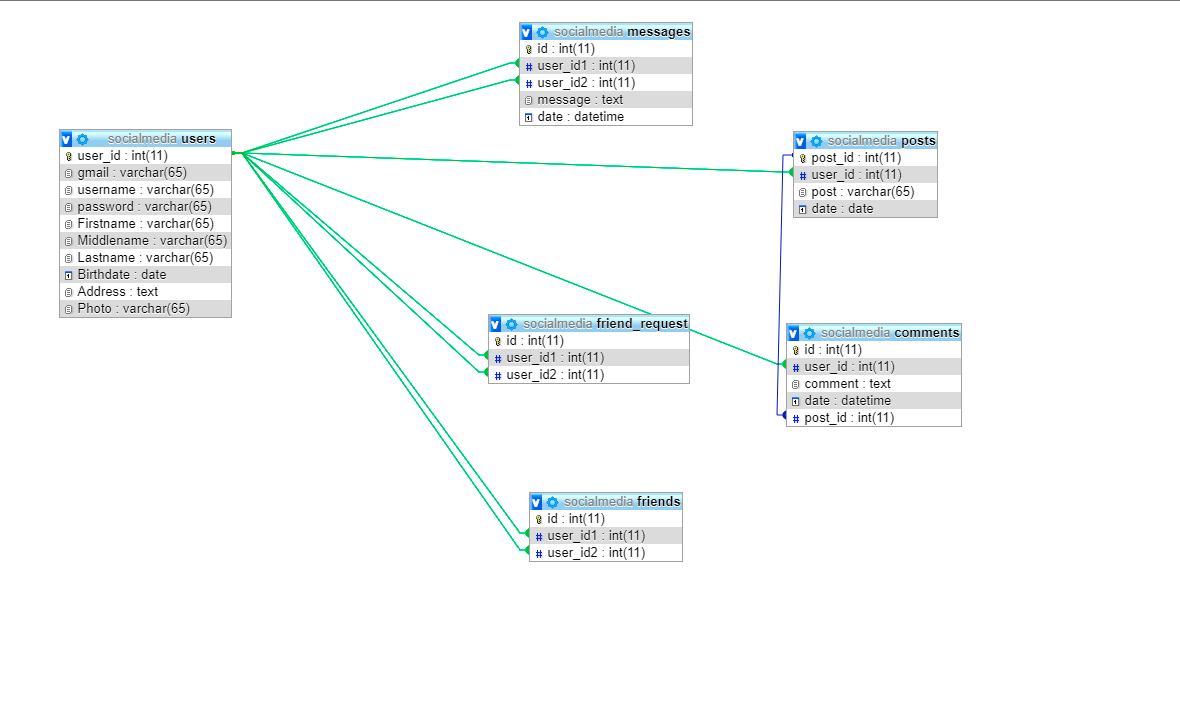 socialmedia messages
id : int(11)
user_id1 : int(11)
user_id2 : int(11)
message : text
date : datetime
socialmedia users
user_id : int(11)
gmail : varchar(65)
username : varchar(65)
password : varchar(65)
Firstname : varchar(65)
Middlename : varchar(65)
Lastname : varchar(65)
Birthdate : date
Address : text
Photo : varchar(65)
socialmedia posts
post_id : int(11)
user_id : int(11)
post : varchar(65)
date : date
socialmedia friend_request
id : int(11)
user_id1 : int(11)
user_id2 : int(11)
socialmedia comments
id : int(11)
user_id : int(11)
comment : text
date : datetime
post_id : int(11)
socialmedia friends
id : int(11)
user_id1 : int(11)
user_id2 : int(11)